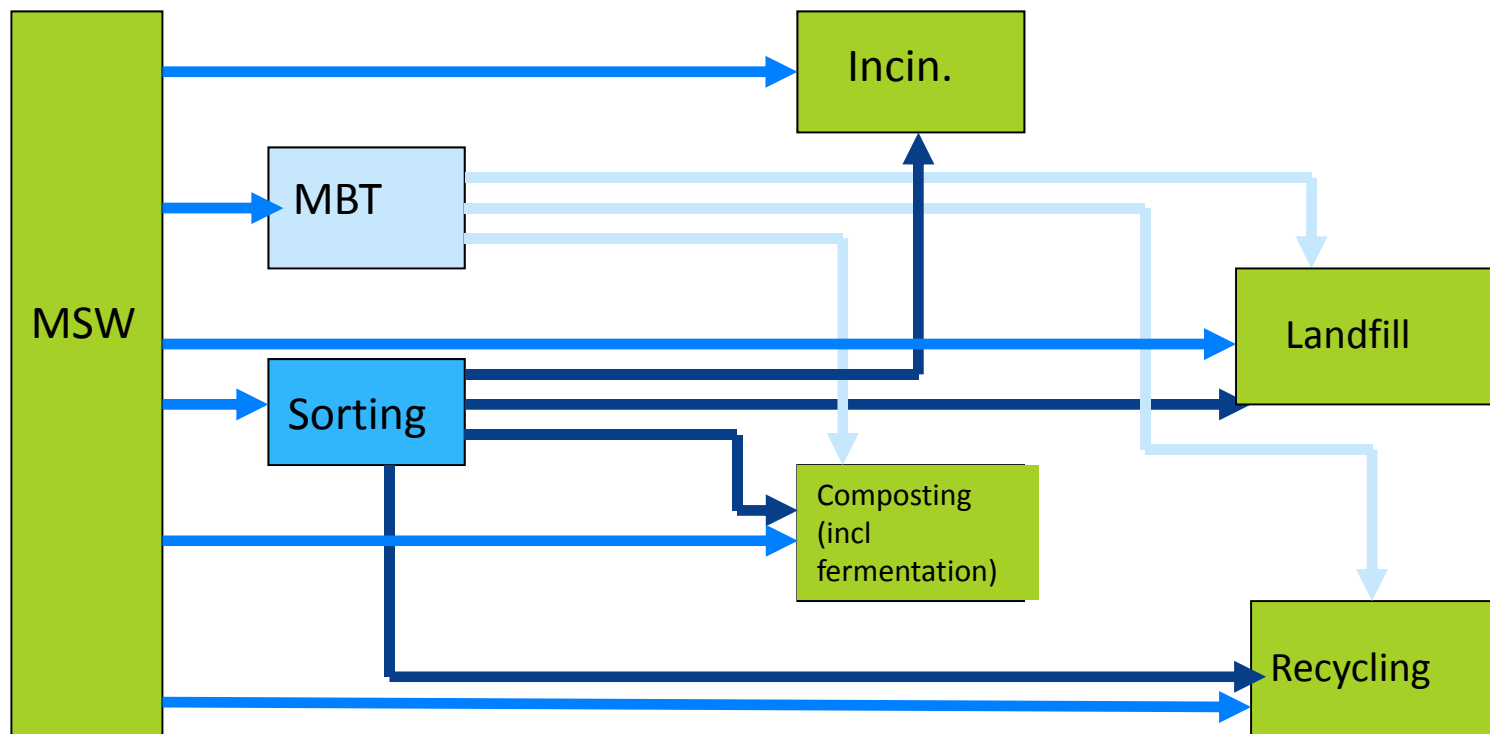 Incin.
MBT
MSW
Landfill
Sorting
Composting
(incl
fermentation)
Recycling